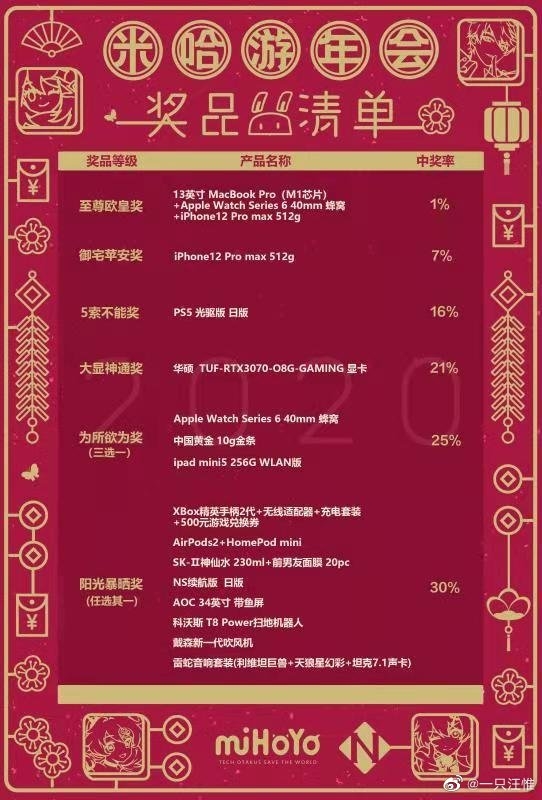 米哈游年会
奖品清单
奖品等级 产品名称 中奖率
至尊欧皇奖
13英寸 MacBook Pro（M1芯片）
+Apple Watch Series 6 40mm 蜂窝
+iPhone12 Pro max 512g
1%
御宅苹安奖 iPhone12 Pro max 512g 7%
5索不能奖 PS5 光驱版 日版 16%
大显神通奖 华硕 TUF-RTX3070-O8G-GAMING 显卡 21%
2020
为所欲为奖
(三选一)
Apple Watch Series 6 40mm 蜂窝
中国黄金 10g金条
ipad mini5 256G WLAN版
25%
阳光暴晒奖
(任选其一)
XBox精英手柄2代+无线适配器+充电套装
+500元游戏兑换券
AirPods2+HomePod mini
SK-II神仙水 230ml+前男友面膜 20pc
NS续航版 日版
AOC 34英寸 带鱼屏
科沃斯 T8 Power扫地机器人
戴森新一代吹风机
雷蛇音响套装(利维坦巨兽+天狼星幻彩+坦克7.1声卡)
30%
¥
¥
¥
¥
¥
miHoYo
TECH OTAKUS SAVE THE WORLD
N
@一只汪惟